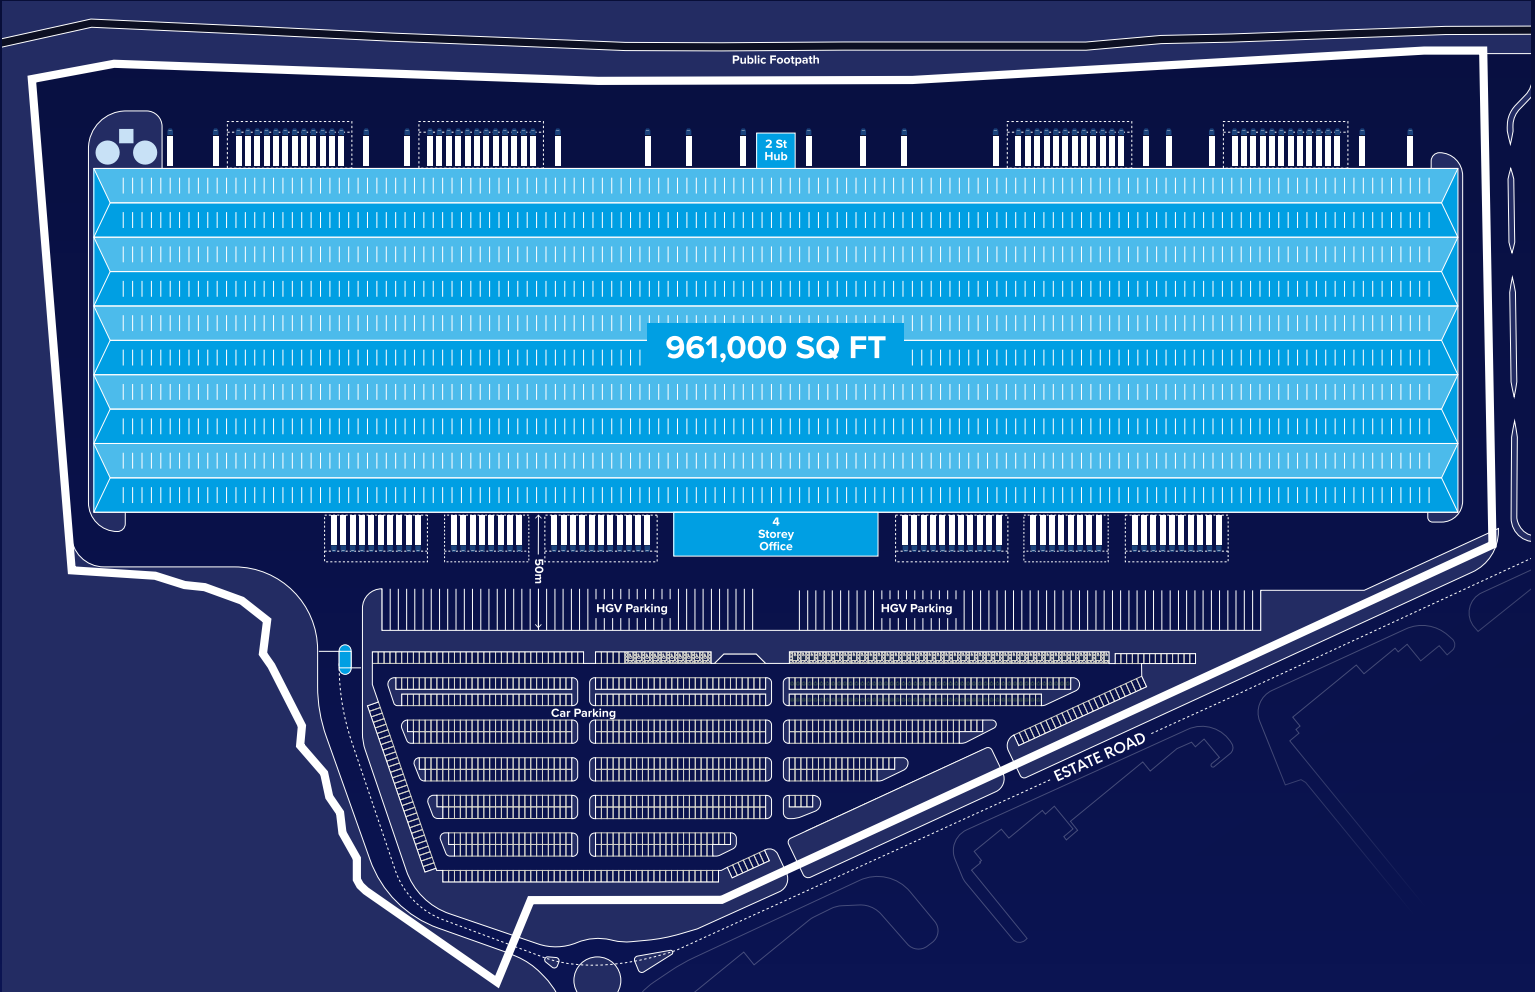 Public Footpath
2 St
Hub
961,000 SQ FT
4
Storey
Office
50m
HGV Parking
HGV Parking
Car Parking
ESTATE ROAD